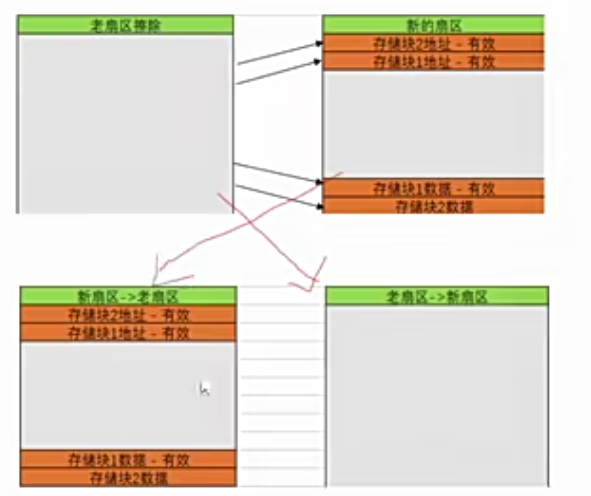 老扇区擦除
新的扇区
存储块2地址 - 有效
存储块1地址 - 有效
存储块1数据 - 有效
存储块2数据
新扇区->老扇区
存储块2地址 - 有效
存储块1地址 - 有效
存储块1数据 - 有效
存储块2数据
老扇区->新扇区